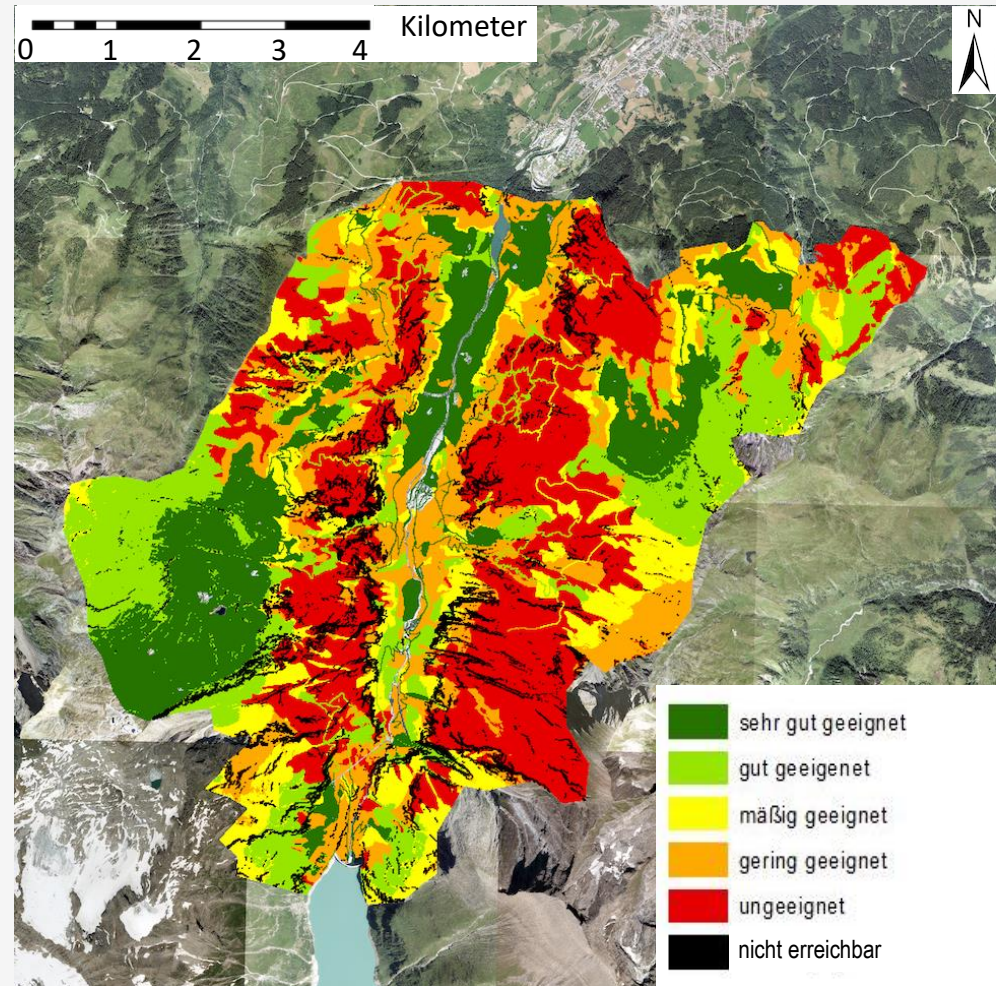 Kilometer
0 1 2 3 4
N
sehr gut geeignet
gut geeigenet
mäßig geeignet
gering geeignet
ungeeignet
nicht erreichbar